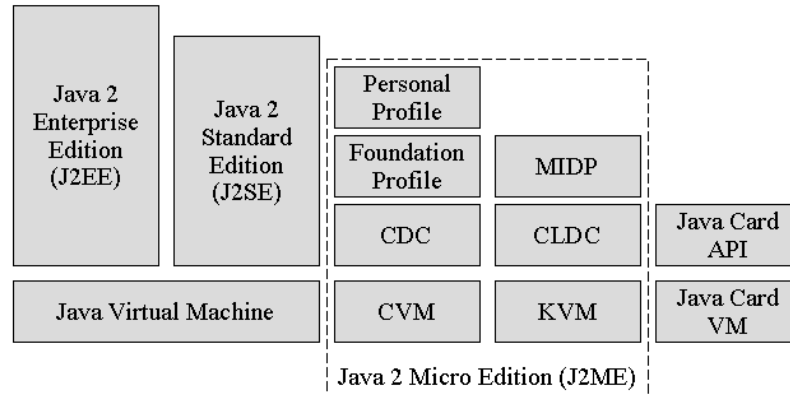 Java 2
Enterprise
Edition
(J2EE)
Java 2
Standard
Edition
(J2SE)
Personal
Profile
Foundation
Profile
MIDP
CDC
CLDC
Java Card
API
Java Virtual Machine
CVM
KVM
Java Card
VM
Java 2 Micro Edition (J2ME)